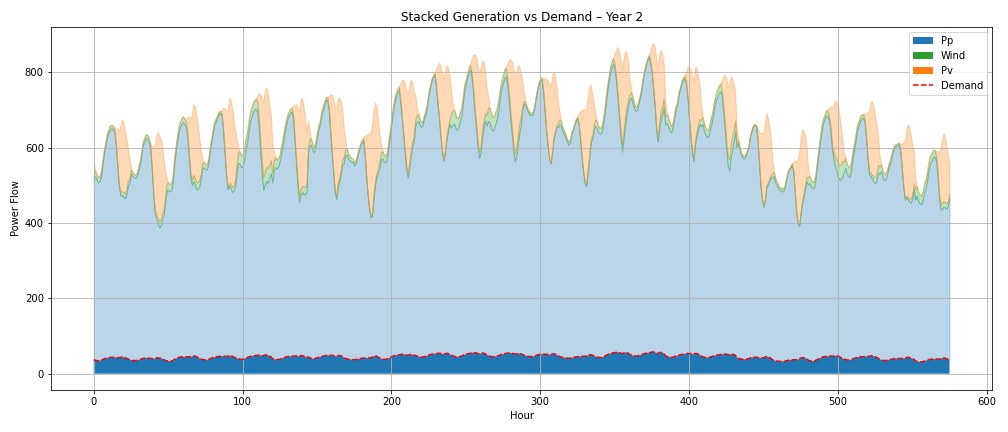 Stacked Generation vs Demand – Year 2
Pp
Wind
Pv
Demand
Power Flow
800
600
400
200
0
0 100 200 300 400 500 600
Hour